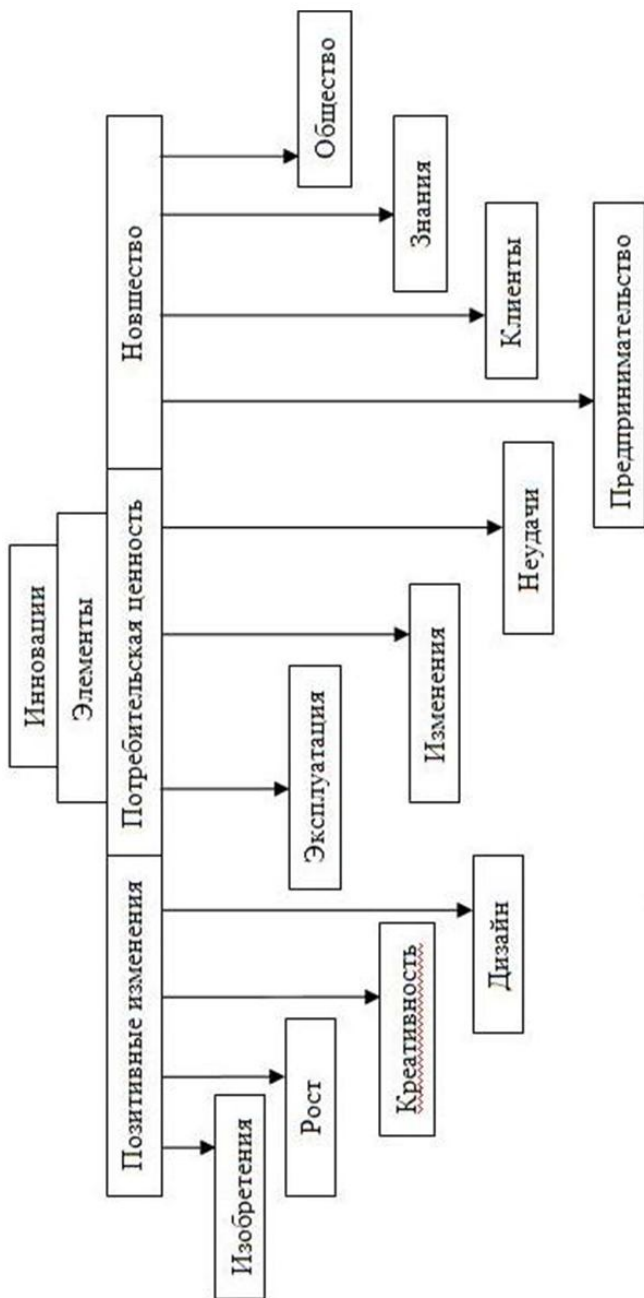 Инновации
Элементы
Позитивные изменения
Потребительская ценность
Новшество
Изобретения
Рост
Креативность
Дизайн
Эксплуатация
Изменения
Неудачи
Предпринимательство
Клиенты
Знания
Общество